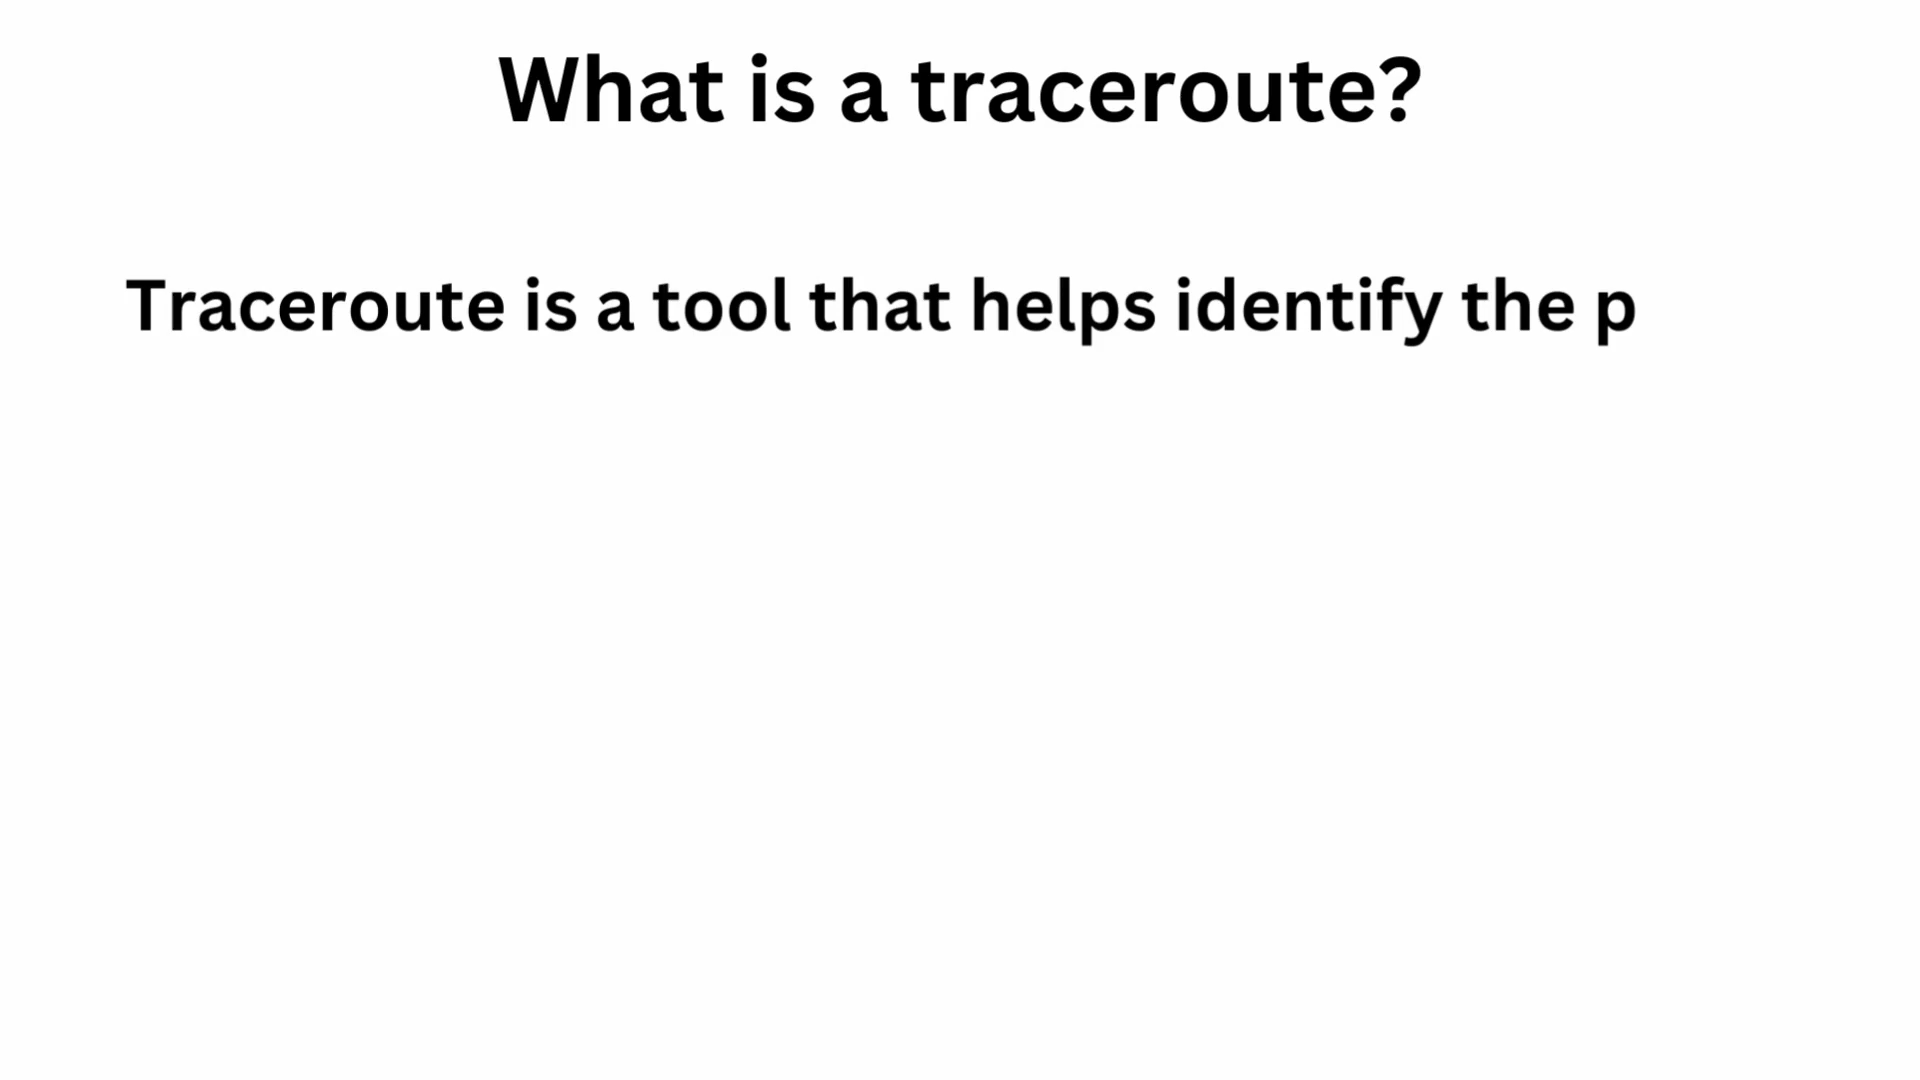 What is a traceroute?
Traceroute is a tool that helps identify the p